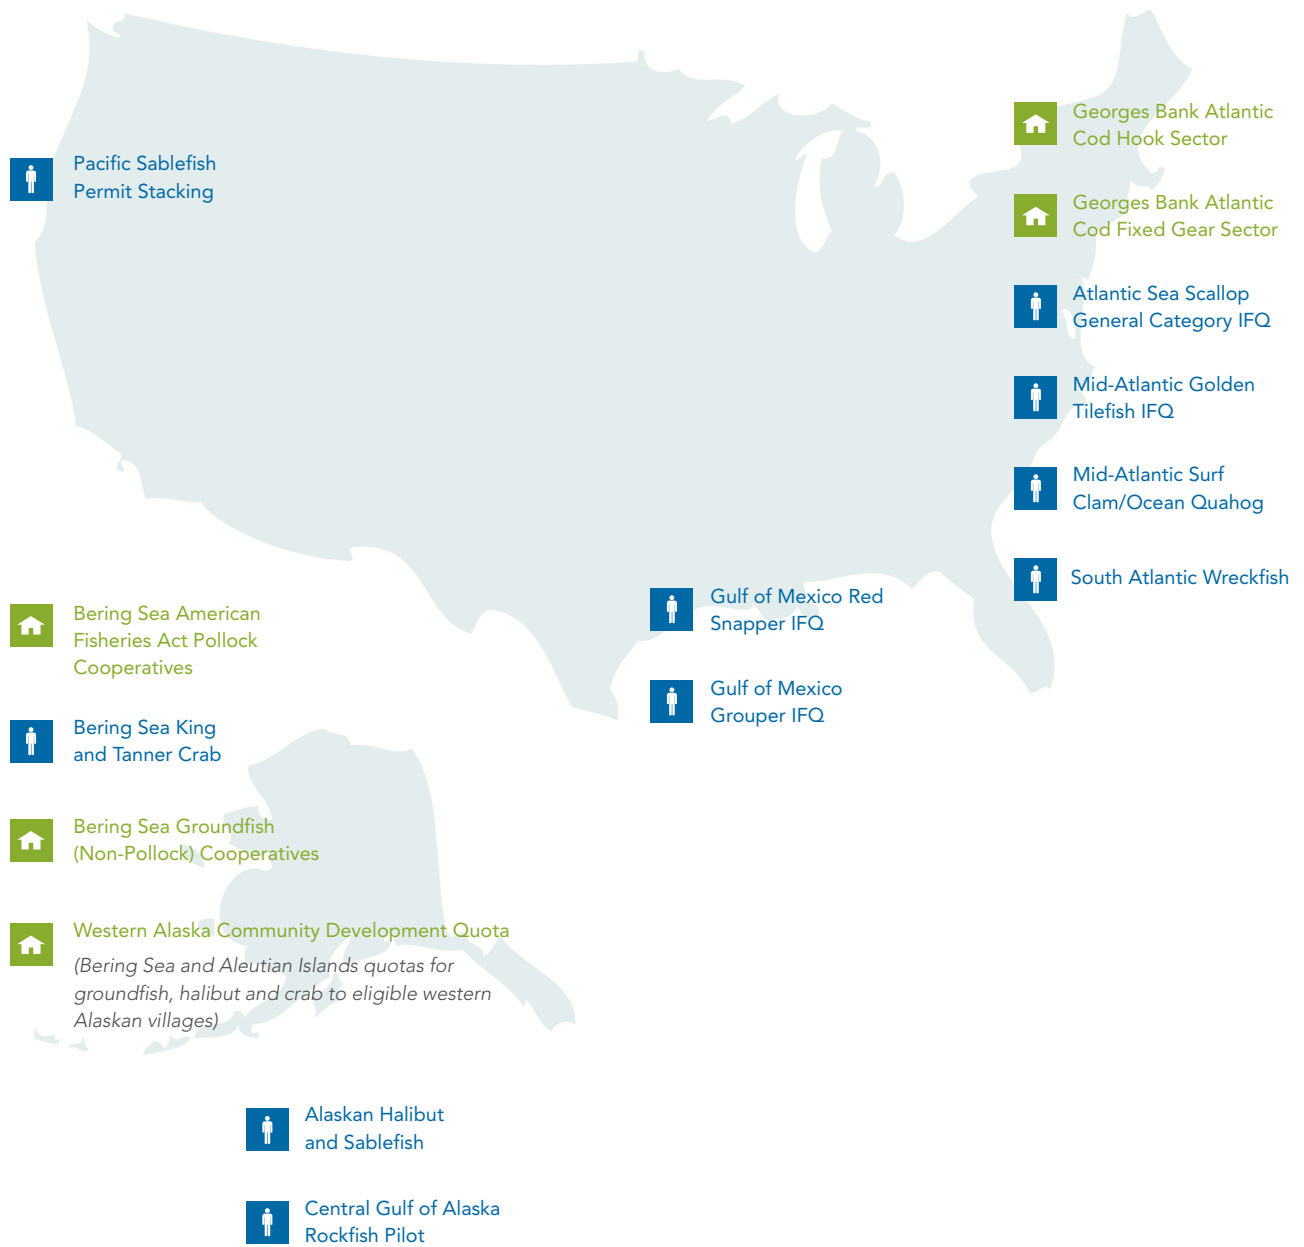 Georges Bank Atlantic
Cod Hook Sector
Pacific Sablefish
Permit Stacking
Georges Bank Atlantic
Cod Fixed Gear Sector
Atlantic Sea Scallop
General Category IFQ
Mid-Atlantic Golden
Tilefish IFQ
Mid-Atlantic Surf
Clam/Ocean Quahog
South Atlantic Wreckfish
Gulf of Mexico Red
Snapper IFQ
Gulf of Mexico
Grouper IFQ
Bering Sea American
Fisheries Act Pollock
Cooperatives
Bering Sea King
and Tanner Crab
Bering Sea Groundfish
(Non-Pollock) Cooperatives
Western Alaska Community Development Quota
(Bering Sea and Aleutian Islands quotas for
groundfish, halibut and crab to eligible western
Alaskan villages)
Alaskan Halibut
and Sablefish
Central Gulf of Alaska
Rockfish Pilot